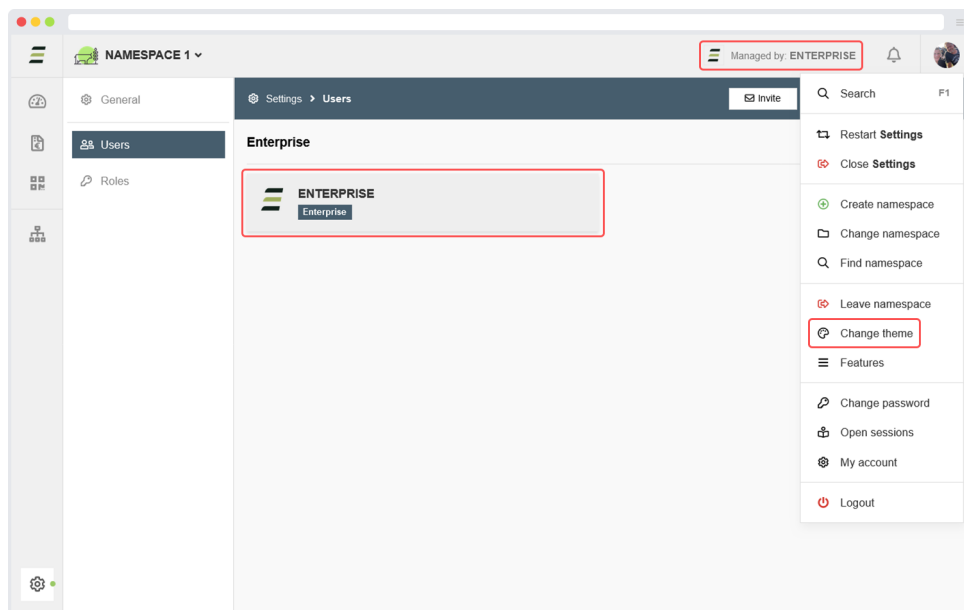 NAMESPACE 1
Managed by: ENTERPRISE
General
Users
Roles
Settings > Users
Invite
Enterprise
ENTERPRISE
Enterprise
Search F1
Restart Settings
Close Settings
Create namespace
Change namespace
Find namespace
Leave namespace
Change theme
Features
Change password
Open sessions
My account
Logout